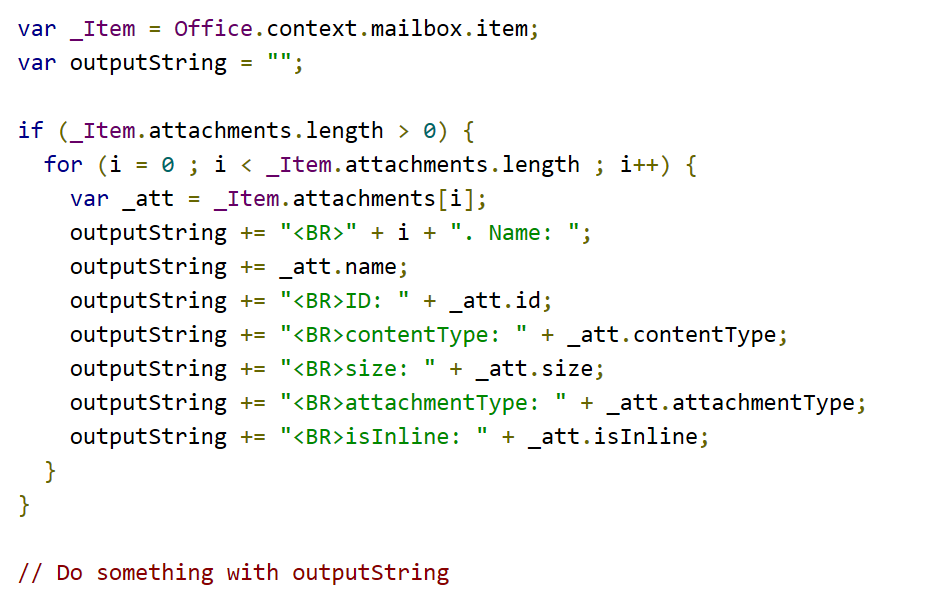 var _Item = Office.context.mailbox.item;
var outputString = "";

if (_Item.attachments.length > 0) {
  for (i = 0 ; i < _Item.attachments.length ; i++) {
    var _att = _Item.attachments[i];
    outputString += "<BR>" + i + ". Name: ";
    outputString += _att.name;
    outputString += "<BR>ID: " + _att.id;
    outputString += "<BR>contentType: " + _att.contentType;
    outputString += "<BR>size: " + _att.size;
    outputString += "<BR>attachmentType: " + _att.attachmentType;
    outputString += "<BR>isInline: " + _att.isInline;
  }
}

// Do something with outputString